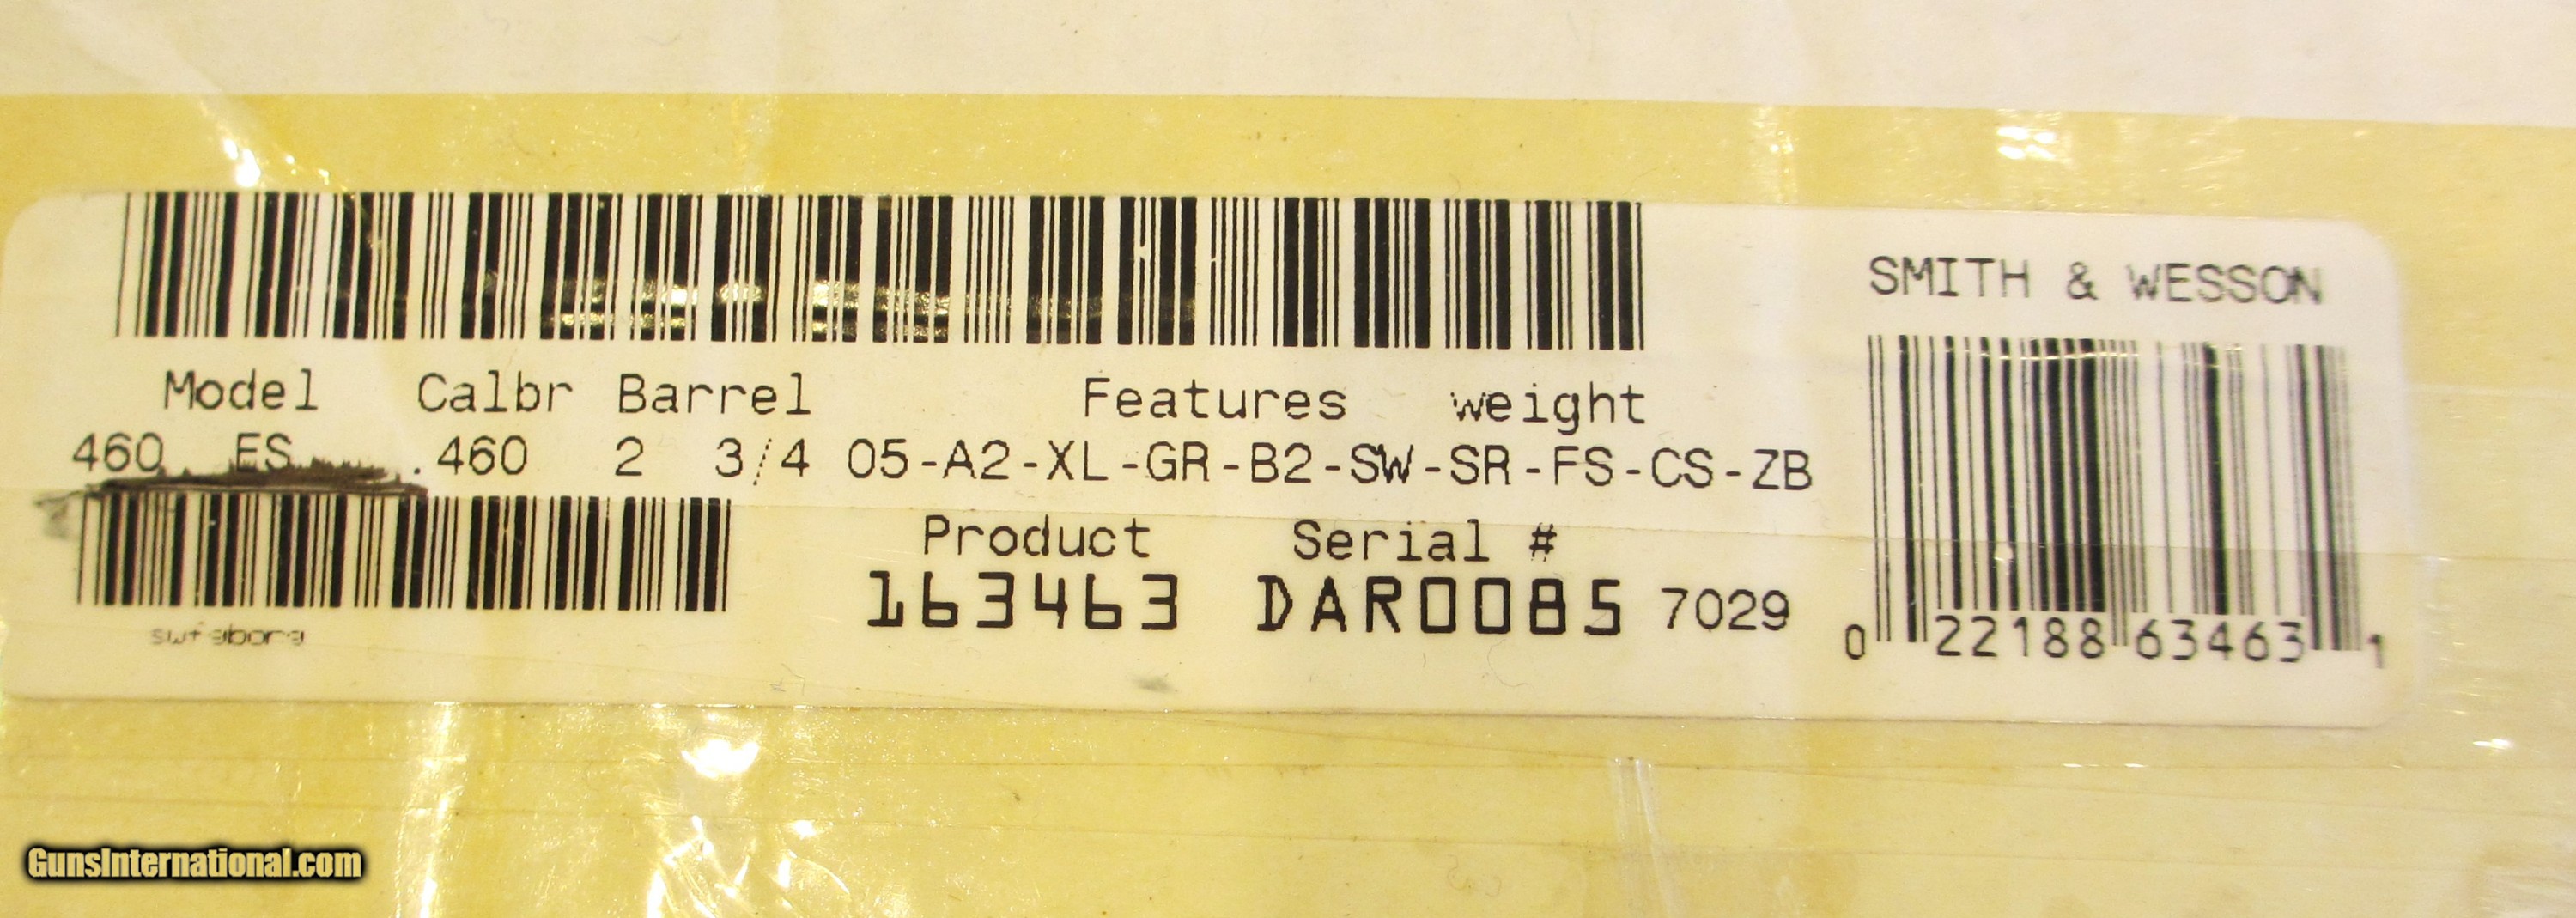 SMITH & WESSON
Model Calbr Barrel Features weight
460 ES .460 2 3/4 05-A2-XL-GR-B2-SW-SR-FS-CS-ZB
Product Serial #
163463 DAR0085 7029
0 22188 63463 1
GunsInternational.com